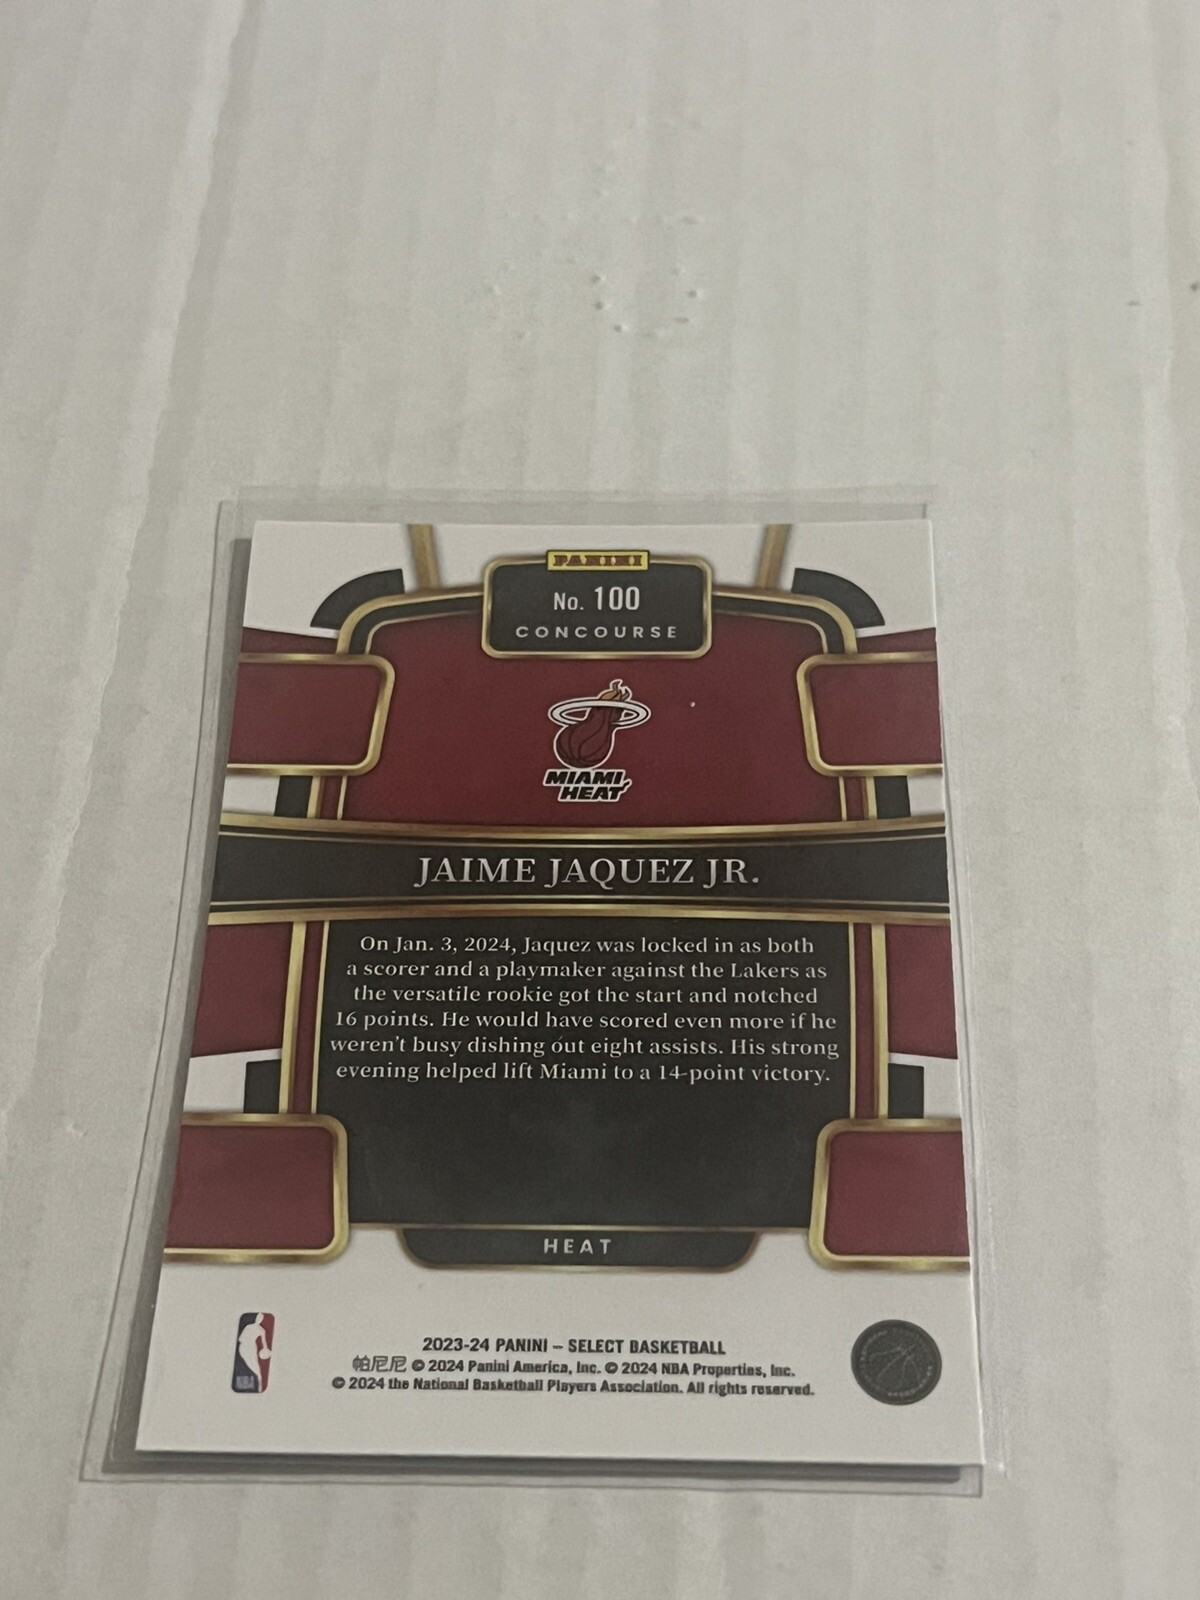 PANINI
No. 100
CONCOURSE
MIAMI
HEAT
JAIME JAQUEZ JR.
On Jan. 3, 2024, Jaquez was locked in as both
a scorer and a playmaker against the Lakers as
the versatile rookie got the start and notched
16 points. He would have scored even more if he
weren't busy dishing out eight assists. His strong
evening helped lift Miami to a 14-point victory.
HEAT
NBA
2023-24 PANINI – SELECT BASKETBALL
帕尼尼 © 2024 Panini America, Inc. © 2024 NBA Properties, Inc.
© 2024 the National Basketball Players Association. All rights reserved.